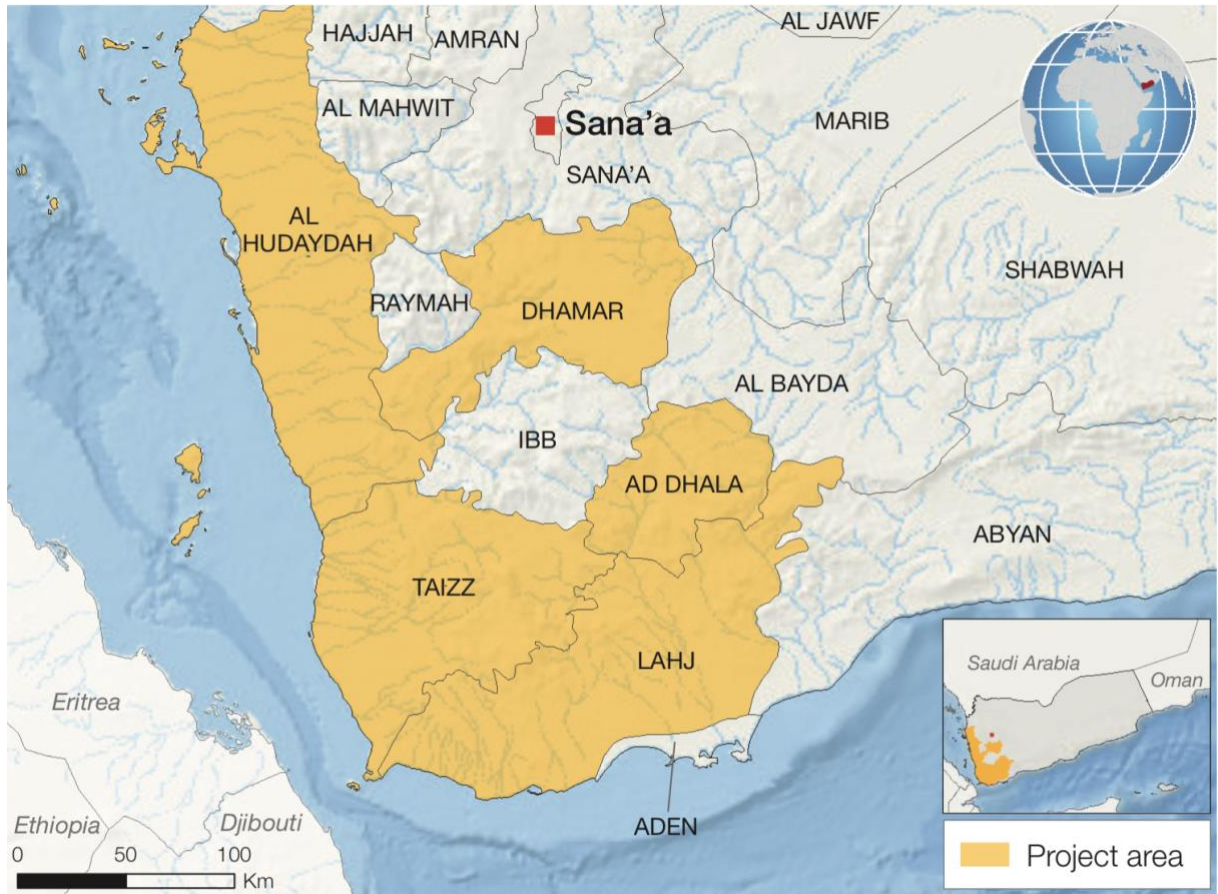 HAJJAH
AMRAN
AL JAWF
AL MAHWIT
Sana'a
MARIB
SANA'A
AL
HUDAYDAH
SHABWAH
RAYMAH
DHAMAR
AL BAYDA
IBB
AD DHALA
ABYAN
TAIZZ
LAHJ
Saudi Arabia
Oman
Eritrea
Ethiopia
Djibouti
ADEN
0 50 100
Km
Project area